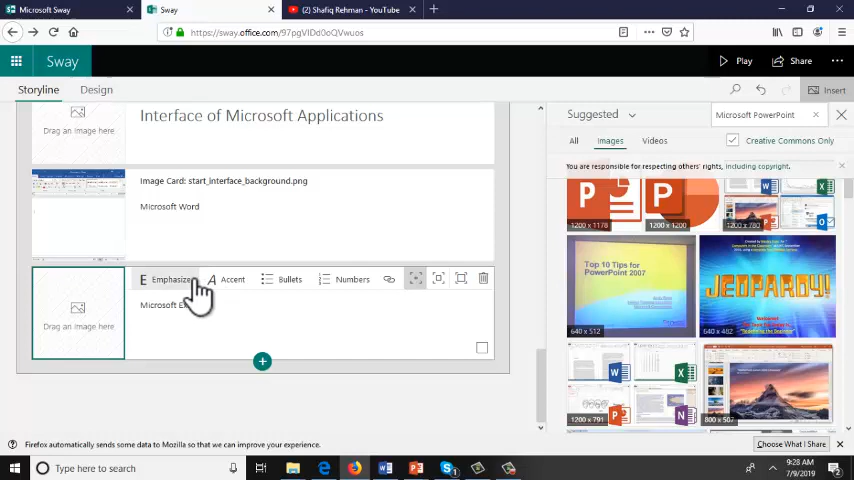 Microsoft Sway
Sway
(2) Shafiq Rehman - YouTube
https://sway.office.com/97pgVIDd0oQVwuos
Sway
Play
Share
Storyline
Design
Insert
Drag an image here
Interface of Microsoft Applications
Image Card: start_interface_background.png
Microsoft Word
E Emphasize
A Accent
Bullets
Numbers
Microsoft E
Drag an image here
Suggested
Microsoft PowerPoint
All
Images
Videos
Creative Commons Only
You are responsible for respecting others' rights, including copyright.
1200 x 1178
1200 x 1200
1200 x 780
Top 10 Tips for
PowerPoint 2007
640 x 512
JEOPARDY!
640 x 482
1200 x 791
800 x 507
Firefox automatically sends some data to Mozilla so that we can improve your experience.
Choose What I Share
Type here to search
9:28 AM
7/9/2019